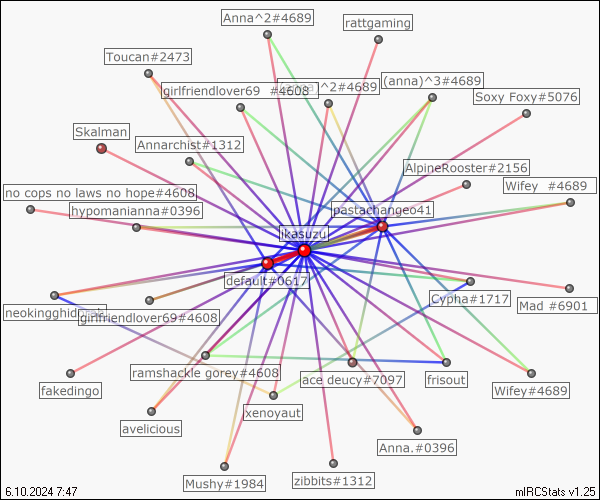 Anna^2#4689
rattgaming
Toucan#2473
girlfriendlover69 #4608
^2#4689
(anna)^3#4689
Soxy Foxy#5076
Skalman
Annarchist#1312
AlpineRooster#2156
no cops no laws no hope#4608
Wifey #4689
hypomanianna#0396
pastachangeo41
ikasuzu
default#0617
Cypha#1717
Mad #6901
girlfriendlover69#4608
ramshackle gorey#4608
ace deucy#7097
frisout
fakedingo
Wifey#4689
xenoyaut
avelicious
Anna.#0396
Mushy#1984
zibbits#1312
6.10.2024 7:47
mIRCStats v1.25